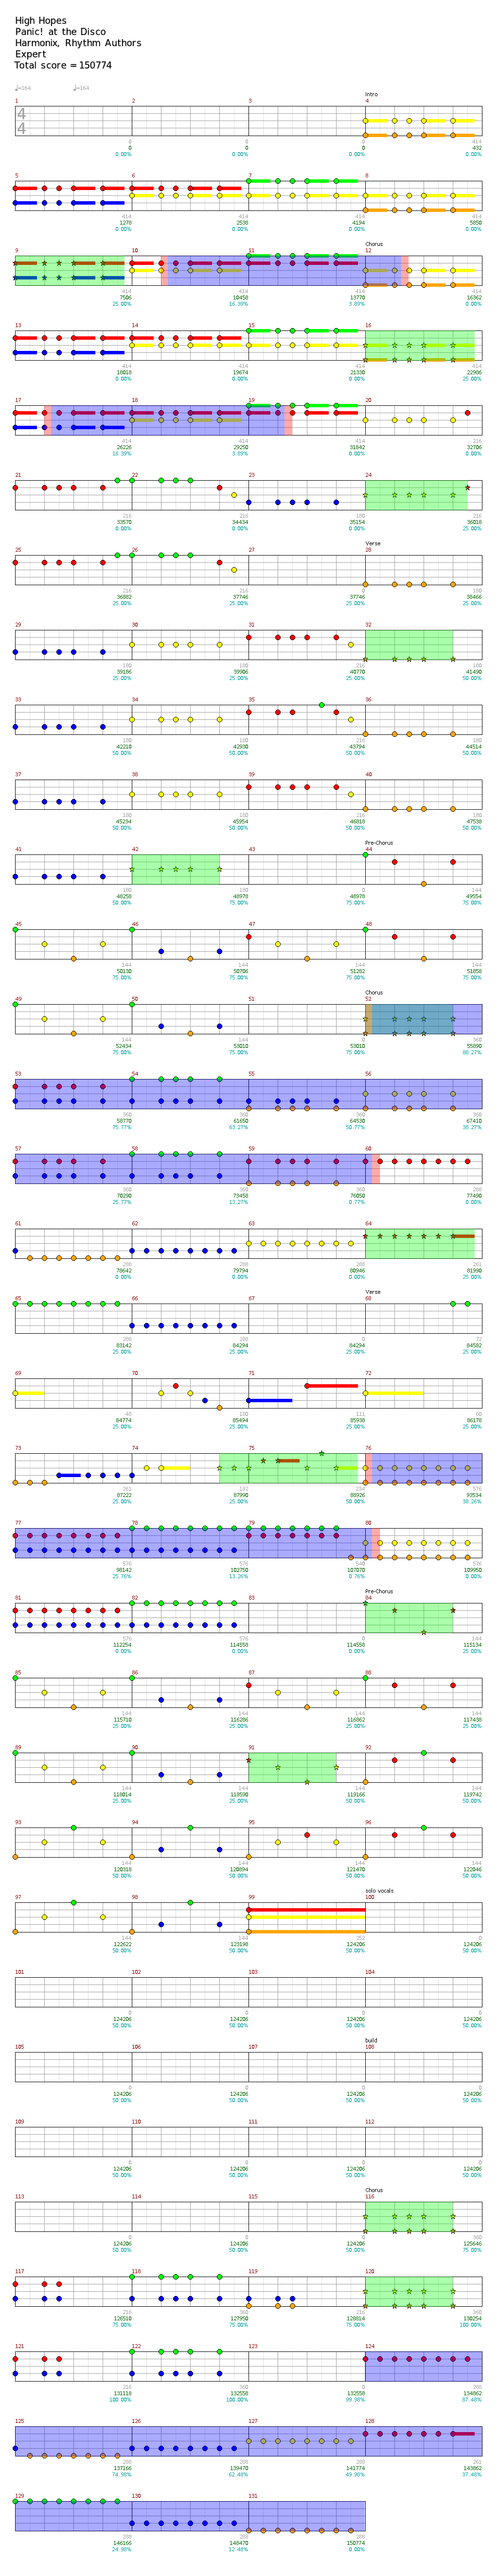 High Hopes
Panic! at the Disco
Harmonix, Rhythm Authors
Expert
Total score = 150774
♩=164 ♩=164
Intro
1 2 3 4
4
4
0 0 0 414
0 0 0 432
0.00% 0.00% 0.00% 0.00%
5 6 7 8
414 414 414 414
1278 2538 4194 5850
0.00% 0.00% 0.00% 0.00%
Chorus
9 10 11 12
414 414 414 414
7506 10458 13770 16362
25.00% 16.39% 3.89% 0.00%
13 14 15 16
414 414 414 414
18018 19674 21330 22986
0.00% 0.00% 0.00% 25.00%
17 18 19 20
414 414 414 216
26226 29250 31842 32706
16.39% 3.89% 0.00% 0.00%
21 22 23 24
216 216 180 216
33570 34434 35154 36018
0.00% 0.00% 0.00% 25.00%
Verse
25 26 27 28
216 216 0 180
36882 37746 37746 38466
25.00% 25.00% 25.00% 25.00%
29 30 31 32
180 180 216 180
39186 39906 40770 41490
25.00% 25.00% 25.00% 50.00%
33 34 35 36
180 180 216 180
42210 42930 43794 44514
50.00% 50.00% 50.00% 50.00%
37 38 39 40
180 180 216 180
45234 45954 46818 47538
50.00% 50.00% 50.00% 50.00%
Pre-Chorus
41 42 43 44
180 180 0 144
48258 48978 48978 49554
50.00% 75.00% 75.00% 75.00%
45 46 47 48
144 144 144 144
50130 50706 51282 51858
75.00% 75.00% 75.00% 75.00%
Chorus
49 50 51 52
144 144 0 360
52434 53010 53010 55890
75.00% 75.00% 75.00% 88.27%
53 54 55 56
360 360 360 360
58770 61650 64530 67410
75.77% 63.27% 50.77% 38.27%
57 58 59 60
360 360 360 288
70290 73458 76050 77490
25.77% 13.27% 0.77% 0.00%
61 62 63 64
288 288 288 261
78642 79794 80946 81990
0.00% 0.00% 0.00% 25.00%
Verse
65 66 67 68
288 288 0 72
83142 84294 84294 84582
25.00% 25.00% 25.00% 25.00%
69 70 71 72
48 180 111 60
84774 85494 85938 86178
25.00% 25.00% 25.00% 25.00%
73 74 75 76
261 234 576
87222 87990 88926 93534
25.00% 25.00% 50.00% 38.26%
77 78 79 80
576 576 540 576
98142 102750 107070 109950
25.76% 13.26% 0.76% 0.00%
Pre-Chorus
81 82 83 84
576 576 0 144
112254 114558 114558 115134
0.00% 0.00% 0.00% 25.00%
85 86 87 88
144 144 144 144
115710 116286 116862 117438
25.00% 25.00% 25.00% 25.00%
89 90 91 92
144 144 144 144
118014 118590 119166 119742
25.00% 25.00% 50.00% 50.00%
93 94 95 96
144 144 144 144
120318 120894 121470 122046
50.00% 50.00% 50.00% 50.00%
solo vocals
97 98 99 100
144 144 252 0
122622 123198 124206 124206
50.00% 50.00% 50.00% 50.00%
101 102 103 104
0 0 0 0
124206 124206 124206 124206
50.00% 50.00% 50.00% 50.00%
build
105 106 107 108
0 0 0 0
124206 124206 124206 124206
50.00% 50.00% 50.00% 50.00%
109 110 111 112
0 0 0 0
124206 124206 124206 124206
50.00% 50.00% 50.00% 50.00%
Chorus
113 114 115 116
0 0 0 360
124206 124206 124206 125646
50.00% 50.00% 50.00% 75.00%
117 118 119 120
216 360 216 360
126510 127950 128814 130254
75.00% 75.00% 75.00% 100.00%
121 122 123 124
216 360 0 288
131118 132558 132558 134862
100.00% 100.00% 99.98% 87.48%
125 126 127 128
288 288 288 261
137166 139470 141774 143862
74.98% 62.48% 49.98% 37.48%
129 130 131
288 288 288
146166 148470 150774
24.98% 12.48% 0.00%